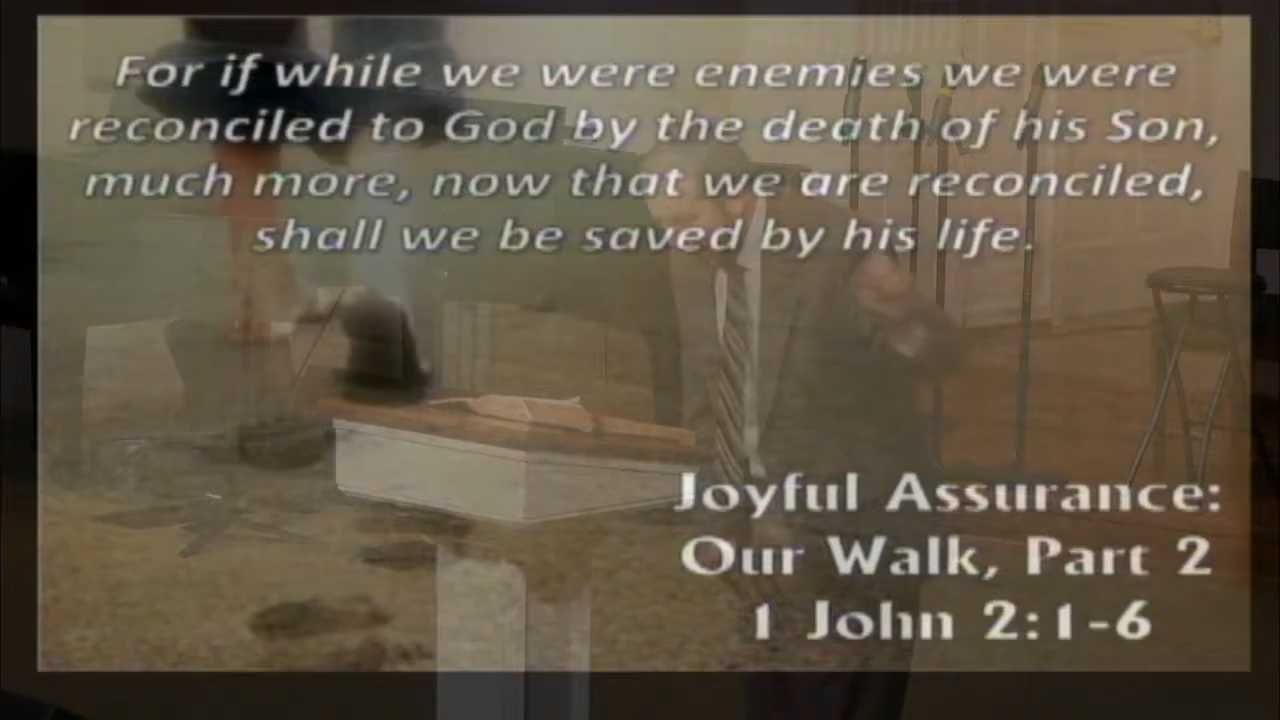 For if while we were enemies we were
reconciled to God by the death of his Son,
much more, now that we are reconciled,
shall we be saved by his life.
Joyful Assurance:
Our Walk, Part 2
1 John 2:1-6